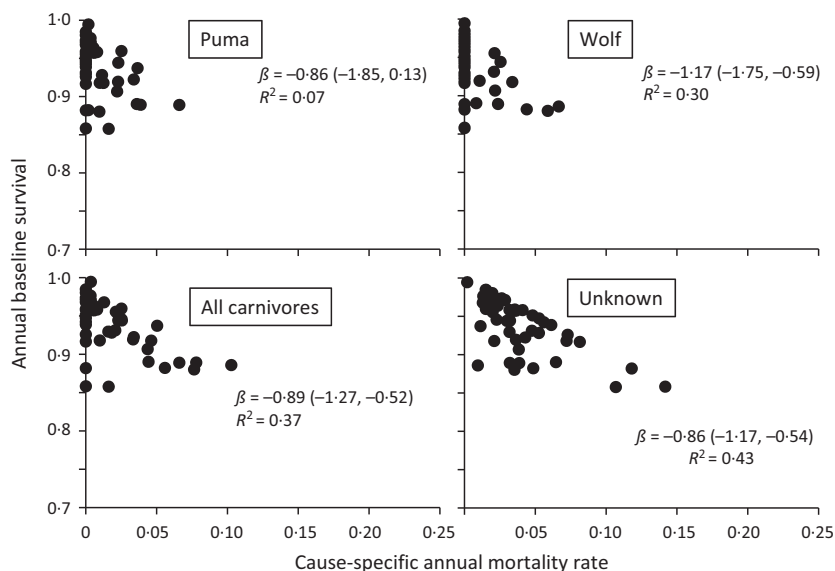 Annual baseline survival
1·0
0·9
0·8
0·7
Puma
ß = –0·86 (–1·85, 0·13)
R² = 0·07
Wolf
ß = –1·17 (–1·75, –0·59)
R² = 0·30
1·0
0·9
0·8
0·7
All carnivores
ß = –0·89 (–1·27, –0·52)
R² = 0·37
Unknown
ß = –0·86 (–1·17, –0·54)
R² = 0·43
0 0·05 0·10 0·15 0·20 0·25
0·05 0·10 0·15 0·20 0·25
Cause-specific annual mortality rate